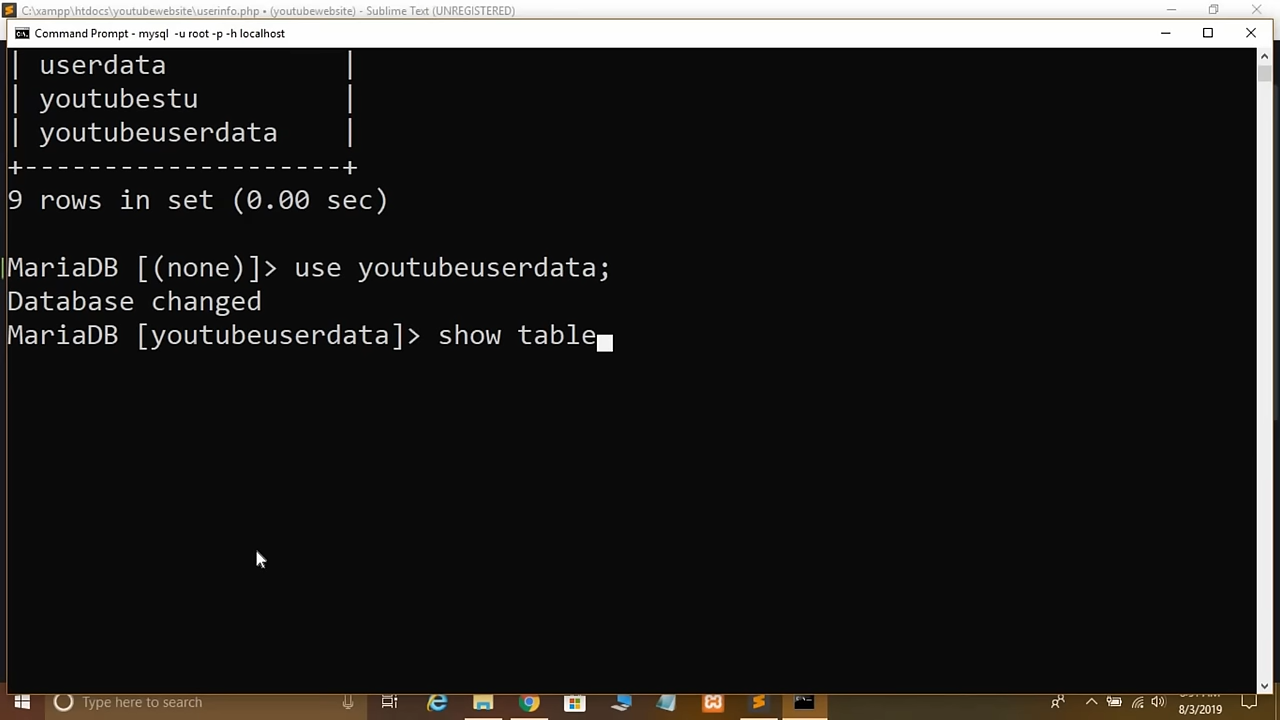 C:\xampp\htdocs\youtubewebsite\userinfo.php • (youtubewebsite) - Sublime Text (UNREGISTERED)
Command Prompt - mysql  -u root -p -h localhost
| userdata           |
| youtubestu         |
| youtubeuserdata    |
+--------------------+
9 rows in set (0.00 sec)
MariaDB [(none)]> use youtubeuserdata;
Database changed
MariaDB [youtubeuserdata]> show table
Type here to search
8/3/2019